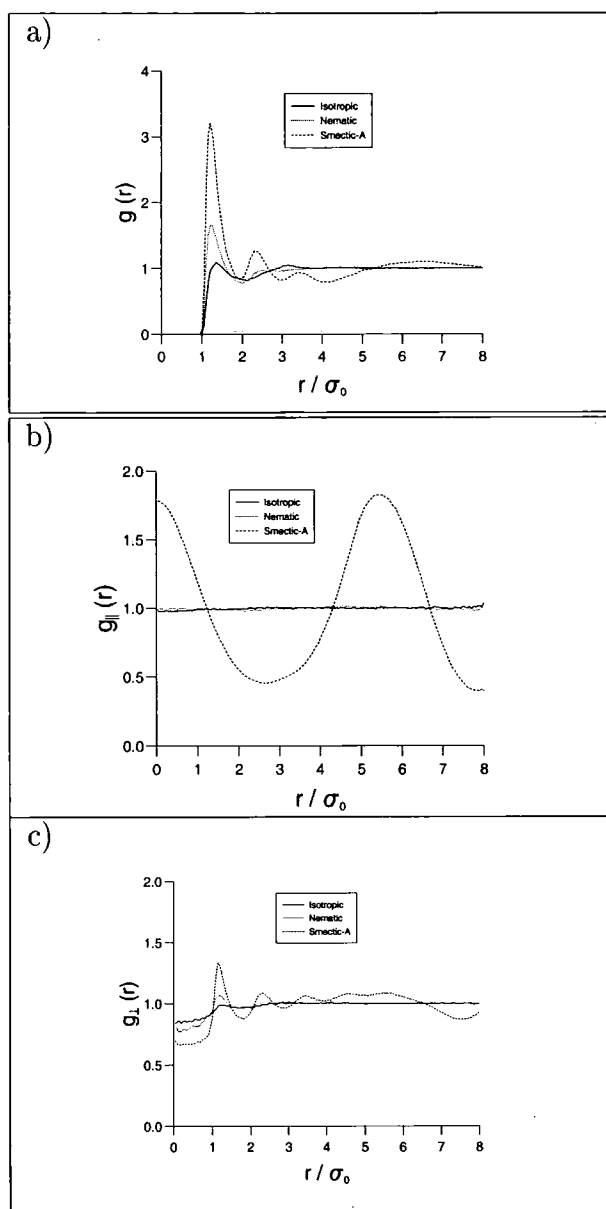 a)
4
3
2
1
0
g (r)
Isotropic
Nematic
Smectic-A
0 1 2 3 4 5 6 7 8
r / σ₀
b)
2.0
1.5
1.0
0.5
0.0
g∥(r)
Isotropic
Nematic
Smectic-A
0 1 2 3 4 5 6 7 8
r / σ₀
c)
2.0
1.5
1.0
0.5
0.0
g⊥(r)
Isotropic
Nematic
Smectic-A
0 1 2 3 4 5 6 7 8
r / σ₀